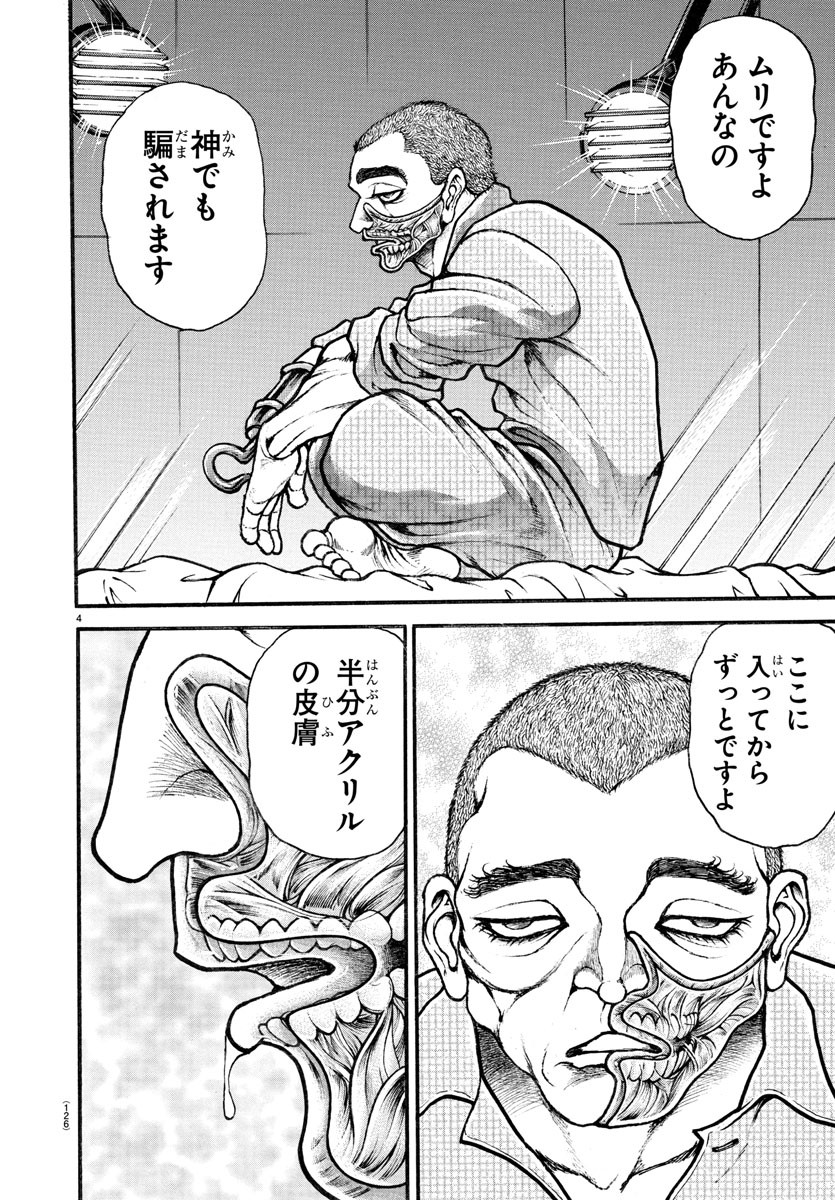 ムリですよ
あんなの
神でも
騙されます
ここに
入ってから
ずっとですよ
半分アクリル
の皮膚
4
(126)